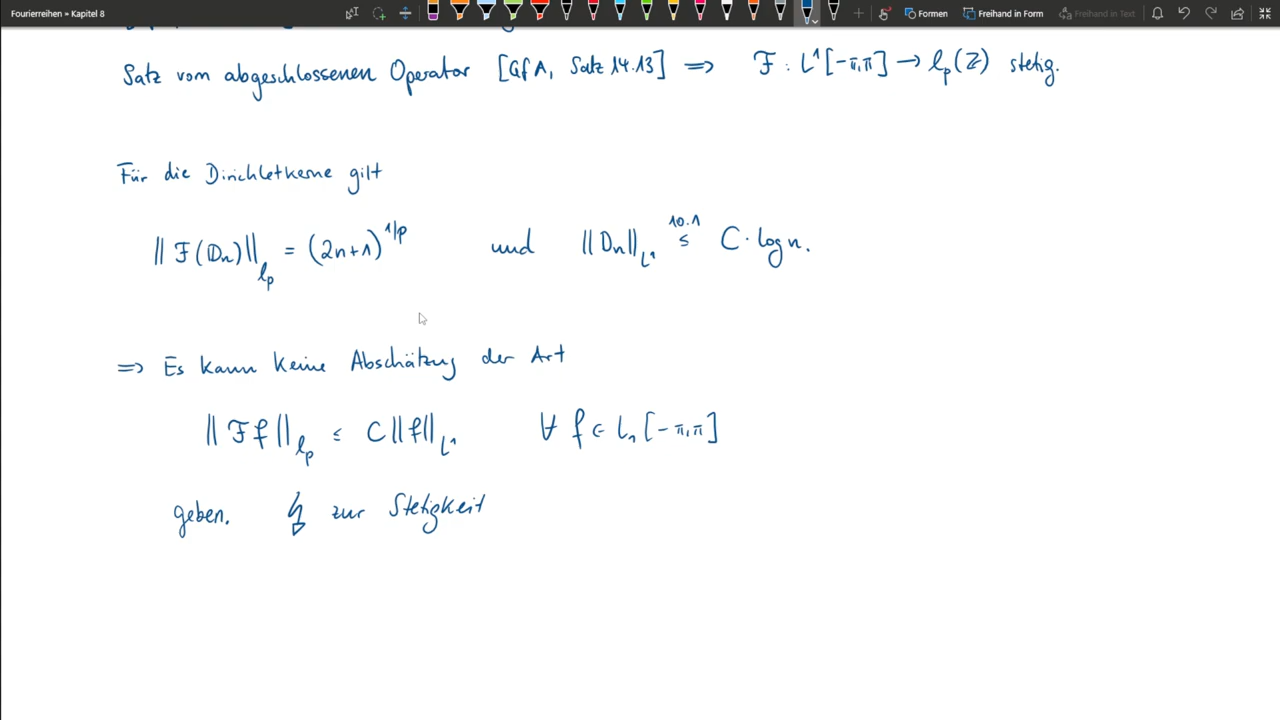 Fourierreihen » Kapitel 8
Formen
Freihand in Form
Freihand in Text
Satz vom abgeschlossenen Operator [GfA, Satz 14.13] ⟹ ℱ : L¹[-π,π] → ℓ_p(ℤ) stetig.
Für die Dirichletkerne gilt
‖ℱ(D_n)‖_{ℓ_p} = (2n+1)^{1/p} und ‖D_n‖_{L¹} ≤^{10.1} C · log n.
⟹ Es kann keine Abschätzung der Art
‖ℱf‖_{ℓ_p} ≤ C‖f‖_{L¹} ∀ f ∈ L₁[-π,π]
geben. ↯ zur Stetigkeit